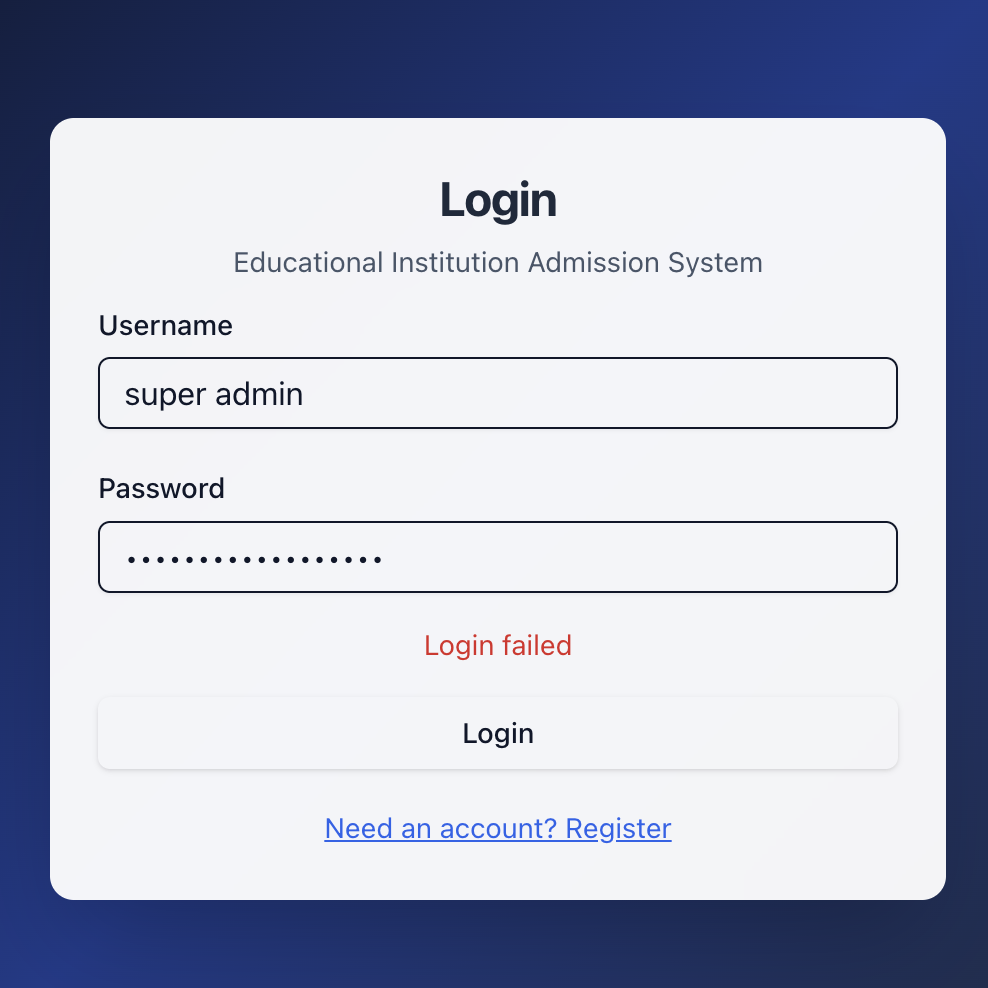 Login
Educational Institution Admission System
Username
super admin
Password
••••••••••••••••••
Login failed
Login
Need an account? Register